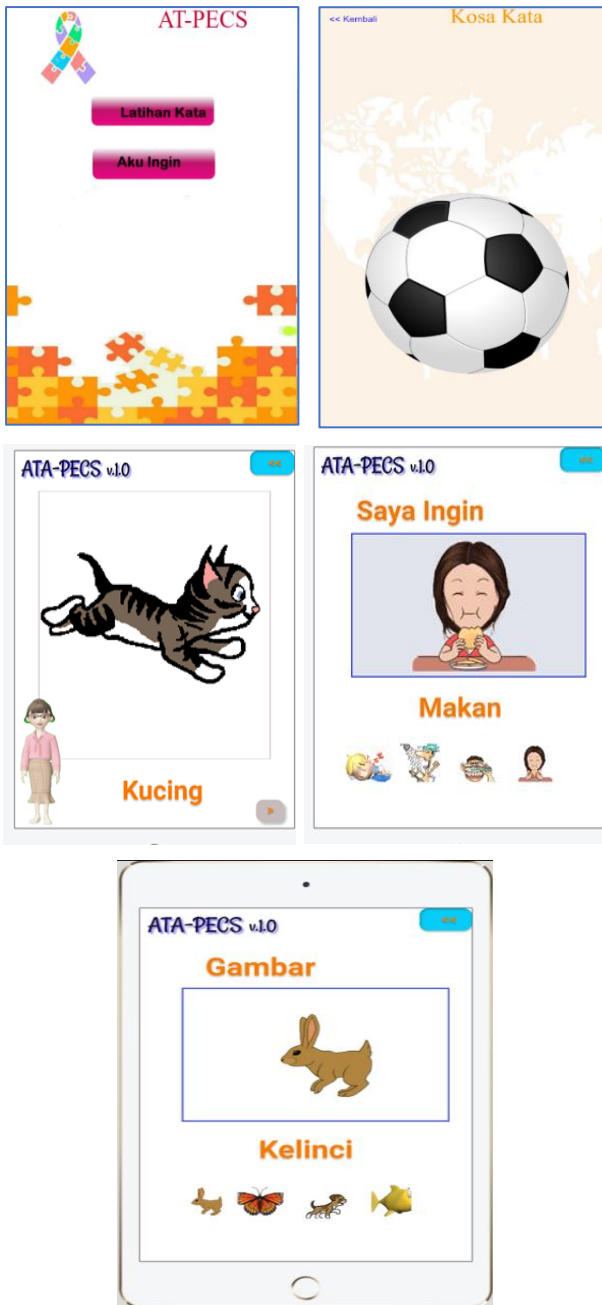 AT-PECS
Latihan Kata
Aku Ingin
<< Kembali
Kosa Kata
ATA-PECS v.1.0
<<
Kucing
>
ATA-PECS v.1.0
<<
Saya Ingin
Makan
ATA-PECS v.1.0
<<
Gambar
Kelinci